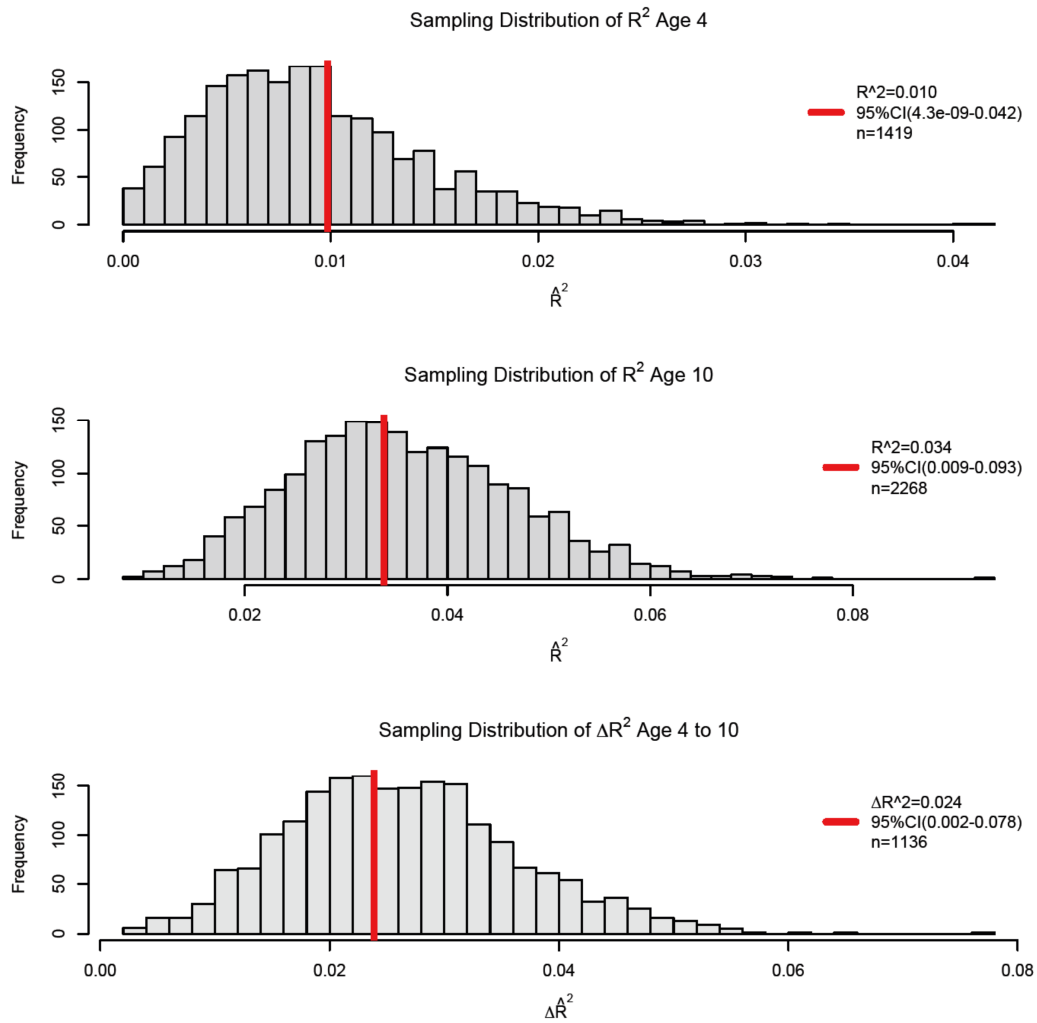 Sampling Distribution of R² Age 4
Frequency
150
100
50
0
R^2=0.010
95%CI(4.3e-09-0.042)
n=1419
0.00 0.01 0.02 0.03 0.04
R̂²
Sampling Distribution of R² Age 10
Frequency
150
100
50
0
R^2=0.034
95%CI(0.009-0.093)
n=2268
0.02 0.04 0.06 0.08
R̂²
Sampling Distribution of ΔR² Age 4 to 10
Frequency
150
100
50
0
ΔR^2=0.024
95%CI(0.002-0.078)
n=1136
0.00 0.02 0.04 0.06 0.08
ΔR̂²